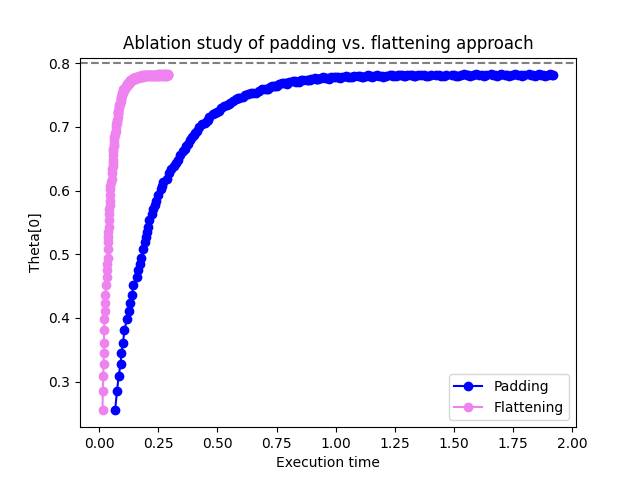 Ablation study of padding vs. flattening approach
Theta[0]
0.8
0.7
0.6
0.5
0.4
0.3
0.00 0.25 0.50 0.75 1.00 1.25 1.50 1.75 2.00
Execution time
Padding
Flattening